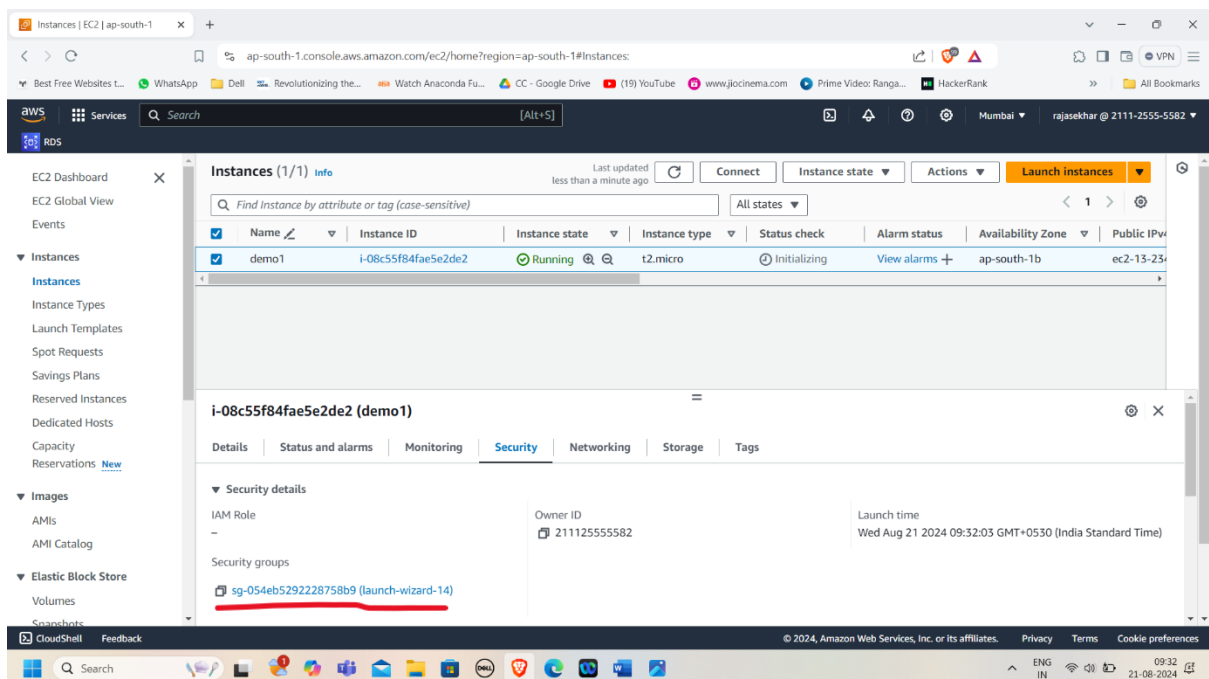 Instances | EC2 | ap-south-1
ap-south-1.console.aws.amazon.com/ec2/home?region=ap-south-1#Instances:
VPN
Best Free Websites t... WhatsApp Dell Revolutionizing the... Watch Anaconda Fu... CC - Google Drive (19) YouTube www.jiocinema.com Prime Video: Ranga... HackerRank >> All Bookmarks
aws Services Search [Alt+S] Mumbai rajasekhar @ 2111-2555-5582
RDS
EC2 Dashboard
EC2 Global View
Events
Instances
Instances
Instance Types
Launch Templates
Spot Requests
Savings Plans
Reserved Instances
Dedicated Hosts
Capacity
Reservations New
Images
AMIs
AMI Catalog
Elastic Block Store
Volumes
Snapshots
Instances (1/1) Info
Last updated
less than a minute ago
Connect Instance state Actions Launch instances
Find Instance by attribute or tag (case-sensitive) All states 1
Name Instance ID Instance state Instance type Status check Alarm status Availability Zone Public IPv4
demo1 i-08c55f84fae5e2de2 Running t2.micro Initializing View alarms + ap-south-1b ec2-13-234
i-08c55f84fae5e2de2 (demo1)
Details Status and alarms Monitoring Security Networking Storage Tags
Security details
IAM Role Owner ID Launch time
– 211125555582 Wed Aug 21 2024 09:32:03 GMT+0530 (India Standard Time)
Security groups
sg-054eb5292228758b9 (launch-wizard-14)
CloudShell Feedback © 2024, Amazon Web Services, Inc. or its affiliates. Privacy Terms Cookie preferences
Search DELL ENG 09:32
IN 21-08-2024